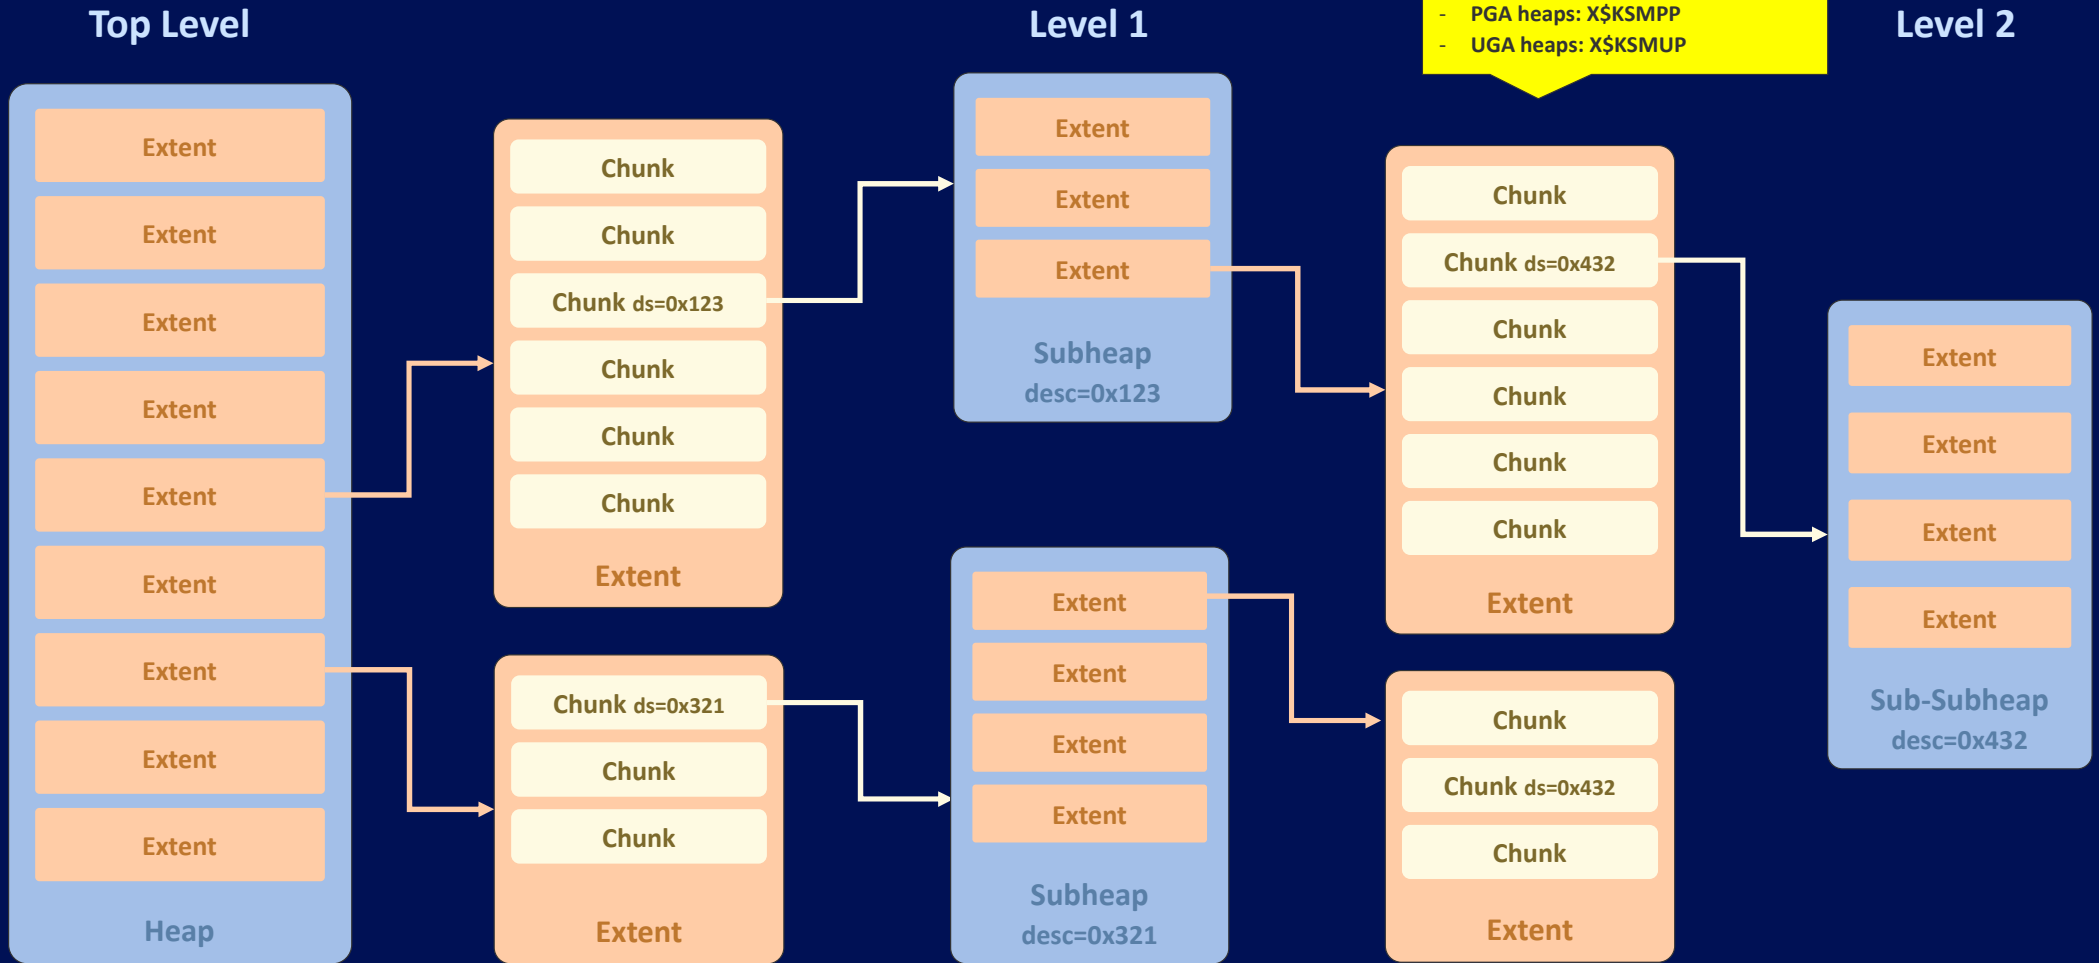 Top Level
Level 1
Level 2
- PGA heaps: X$KSMPP
- UGA heaps: X$KSMUP
Extent
Extent
Extent
Extent
Extent
Extent
Extent
Extent
Extent
Heap
Chunk
Chunk
Chunk ds=0x123
Chunk
Chunk
Chunk
Extent
Chunk ds=0x321
Chunk
Chunk
Extent
Extent
Extent
Extent
Subheap
desc=0x123
Extent
Extent
Extent
Extent
Subheap
desc=0x321
Chunk
Chunk ds=0x432
Chunk
Chunk
Chunk
Chunk
Extent
Chunk
Chunk ds=0x432
Chunk
Extent
Extent
Extent
Extent
Extent
Sub-Subheap
desc=0x432